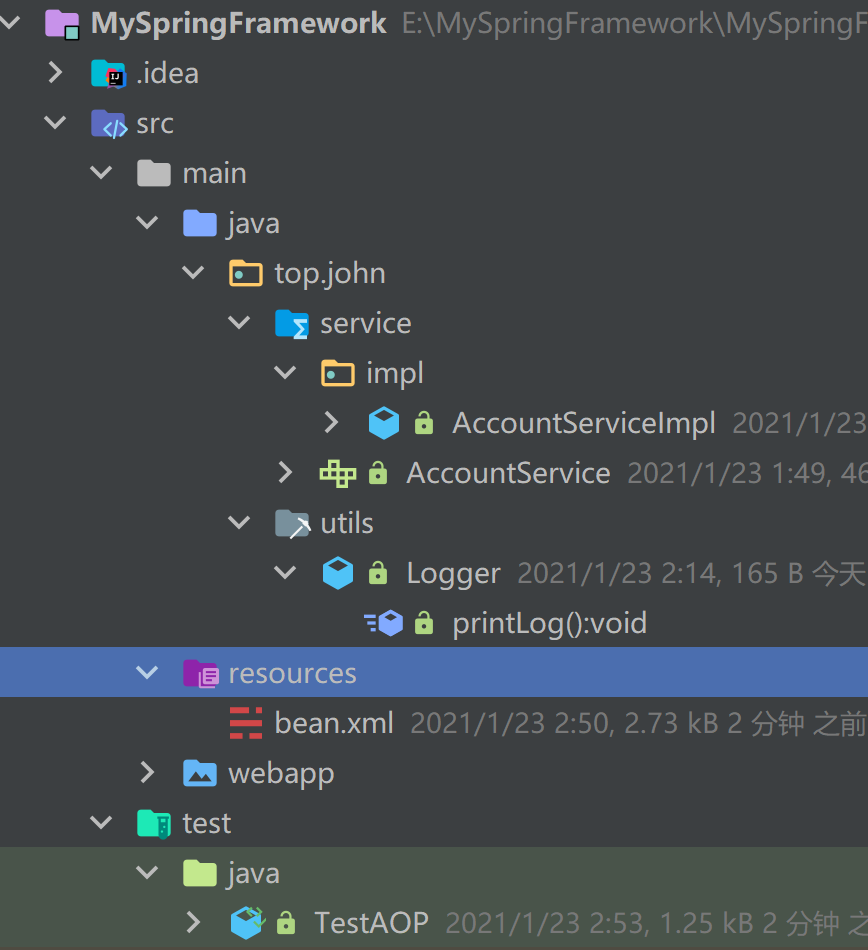 MySpringFramework E:\MySpringFramework\MySpringF
.idea
src
main
java
top.john
service
impl
AccountServiceImpl 2021/1/23
AccountService 2021/1/23 1:49, 46
utils
Logger 2021/1/23 2:14, 165 B 今天
printLog():void
resources
bean.xml 2021/1/23 2:50, 2.73 kB 2 分钟 之前
webapp
test
java
TestAOP 2021/1/23 2:53, 1.25 kB 2 分钟 之